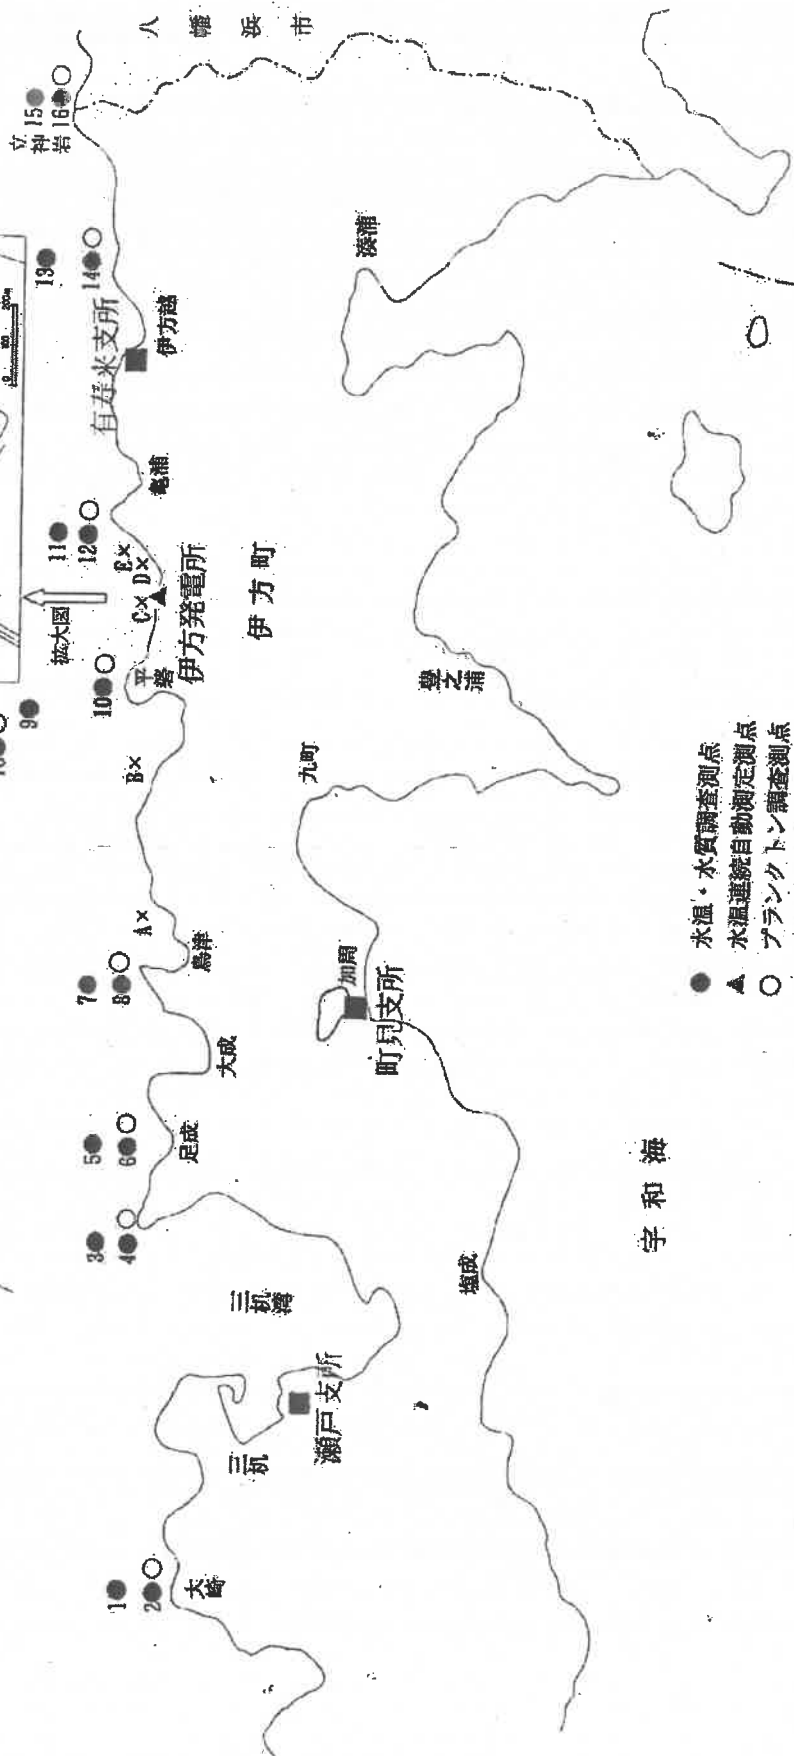 八幡浜市
立神岩
15
16
13
14
有寿来支所
伊方越
0 100 200m
亀浦
11
12
拡大図
E×
D×
C×
伊方発電所
伊方町
平碆
10
9
B×
A×
鳥津
7
8
大成
5
6
足成
3
4
三机湾
三机
瀬戸支所
1
2
大崎
湊浦
豊之浦
九町
加周
町見支所
塩成
宇和海
● 水温・水質調査測点
▲ 水温連続自動測定測点
○ プランクトン調査測点